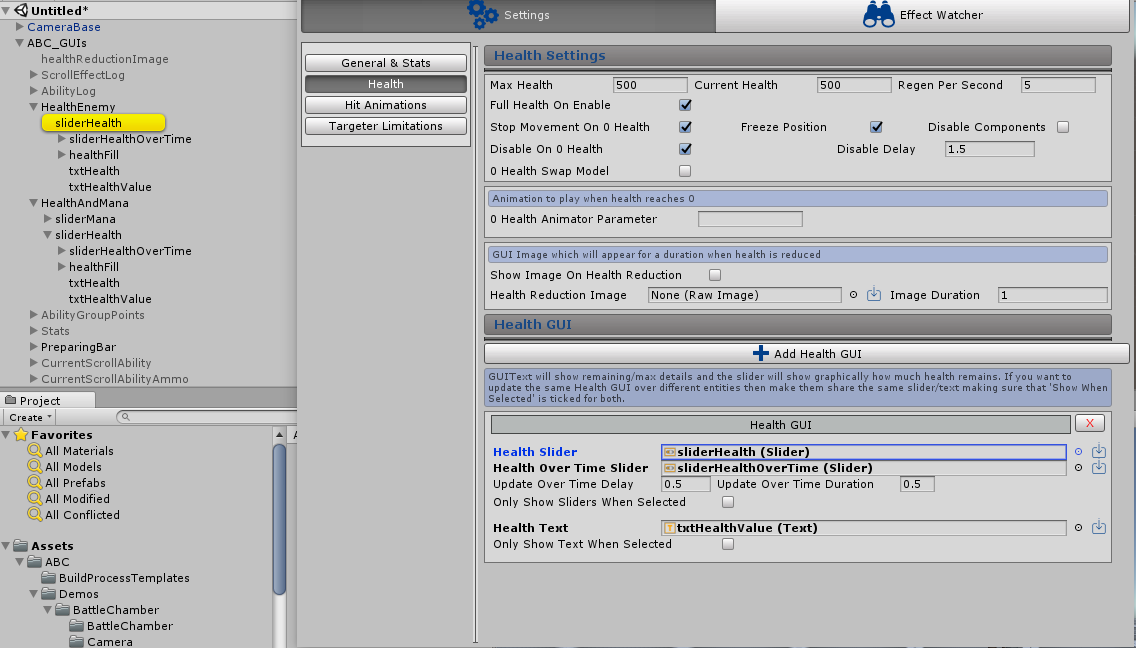 Untitled*
CameraBase
ABC_GUIs
healthReductionImage
ScrollEffectLog
AbilityLog
HealthEnemy
sliderHealth
sliderHealthOverTime
healthFill
txtHealth
txtHealthValue
HealthAndMana
sliderMana
sliderHealth
sliderHealthOverTime
healthFill
txtHealth
txtHealthValue
AbilityGroupPoints
Stats
PreparingBar
CurrentScrollAbility
CurrentScrollAbilityAmmo
Project
Create
Favorites
All Materials
All Models
All Prefabs
All Modified
All Conflicted
Assets
ABC
BuildProcessTemplates
Demos
BattleChamber
BattleChamber
Camera
Settings
Effect Watcher
General & Stats
Health
Hit Animations
Targeter Limitations
Health Settings
Max Health 500 Current Health 500 Regen Per Second 5
Full Health On Enable
Stop Movement On 0 Health Freeze Position Disable Components
Disable On 0 Health Disable Delay 1.5
0 Health Swap Model
Animation to play when health reaches 0
0 Health Animator Parameter
GUI Image which will appear for a duration when health is reduced
Show Image On Health Reduction
Health Reduction Image None (Raw Image) Image Duration 1
Health GUI
Add Health GUI
GUIText will show remaining/max details and the slider will show graphically how much health remains. If you want to
update the same Health GUI over different entities then make them share the same slider/text making sure that 'Show When
Selected' is ticked for both.
Health GUI X
Health Slider sliderHealth (Slider)
Health Over Time Slider sliderHealthOverTime (Slider)
Update Over Time Delay 0.5 Update Over Time Duration 0.5
Only Show Sliders When Selected
Health Text txtHealthValue (Text)
Only Show Text When Selected